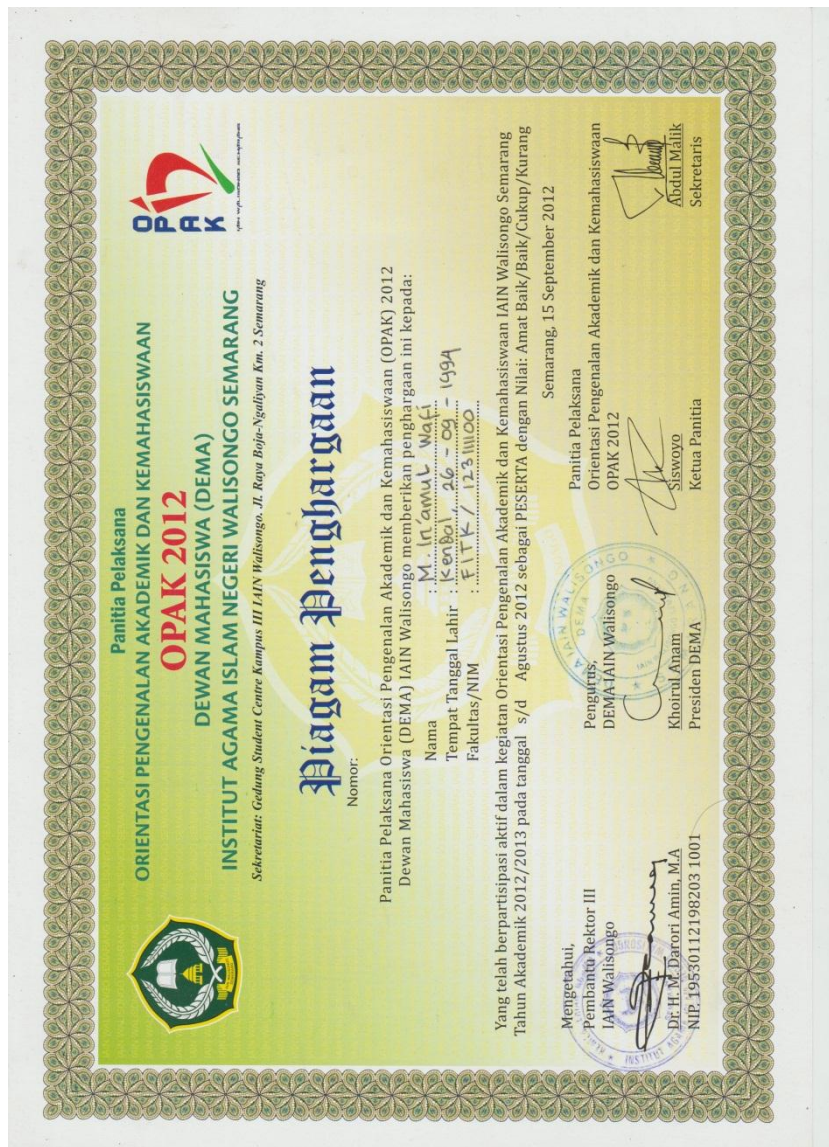 Panitia Pelaksana
ORIENTASI PENGENALAN AKADEMIK DAN KEMAHASISWAAN
OPAK 2012
DEWAN MAHASISWA (DEMA)
INSTITUT AGAMA ISLAM NEGERI WALISONGO SEMARANG
Sekretariat: Gedung Student Centre Kampus III IAIN Walisongo. Jl. Raya Boja-Ngaliyan Km. 2 Semarang
OPAK
Piagam Penghargaan
Nomor:
Panitia Pelaksana Orientasi Pengenalan Akademik dan Kemahasiswaan (OPAK) 2012
Dewan Mahasiswa (DEMA) IAIN Walisongo memberikan penghargaan ini kepada:
Nama : M. In'amul Wafi
Tempat Tanggal Lahir : Kendal, 26 - 09 - 1994
Fakultas/NIM : FITK / 123111100
Yang telah berpartisipasi aktif dalam kegiatan Orientasi Pengenalan Akademik dan Kemahasiswaan IAIN Walisongo Semarang
Tahun Akademik 2012/2013 pada tanggal s/d Agustus 2012 sebagai PESERTA dengan Nilai: Amat Baik/Baik/Cukup/Kurang
Semarang, 15 September 2012
Mengetahui,
Pembantu Rektor III
IAIN Walisongo
Dr. H. M. Darori Amin, M.A
NIP. 19530112198203 1001
Pengurus,
DEMA IAIN Walisongo
Khoirul Anam
Presiden DEMA
Panitia Pelaksana
Orientasi Pengenalan Akademik dan Kemahasiswaan
OPAK 2012
Siswoyo
Ketua Panitia
Abdul Malik
Sekretaris